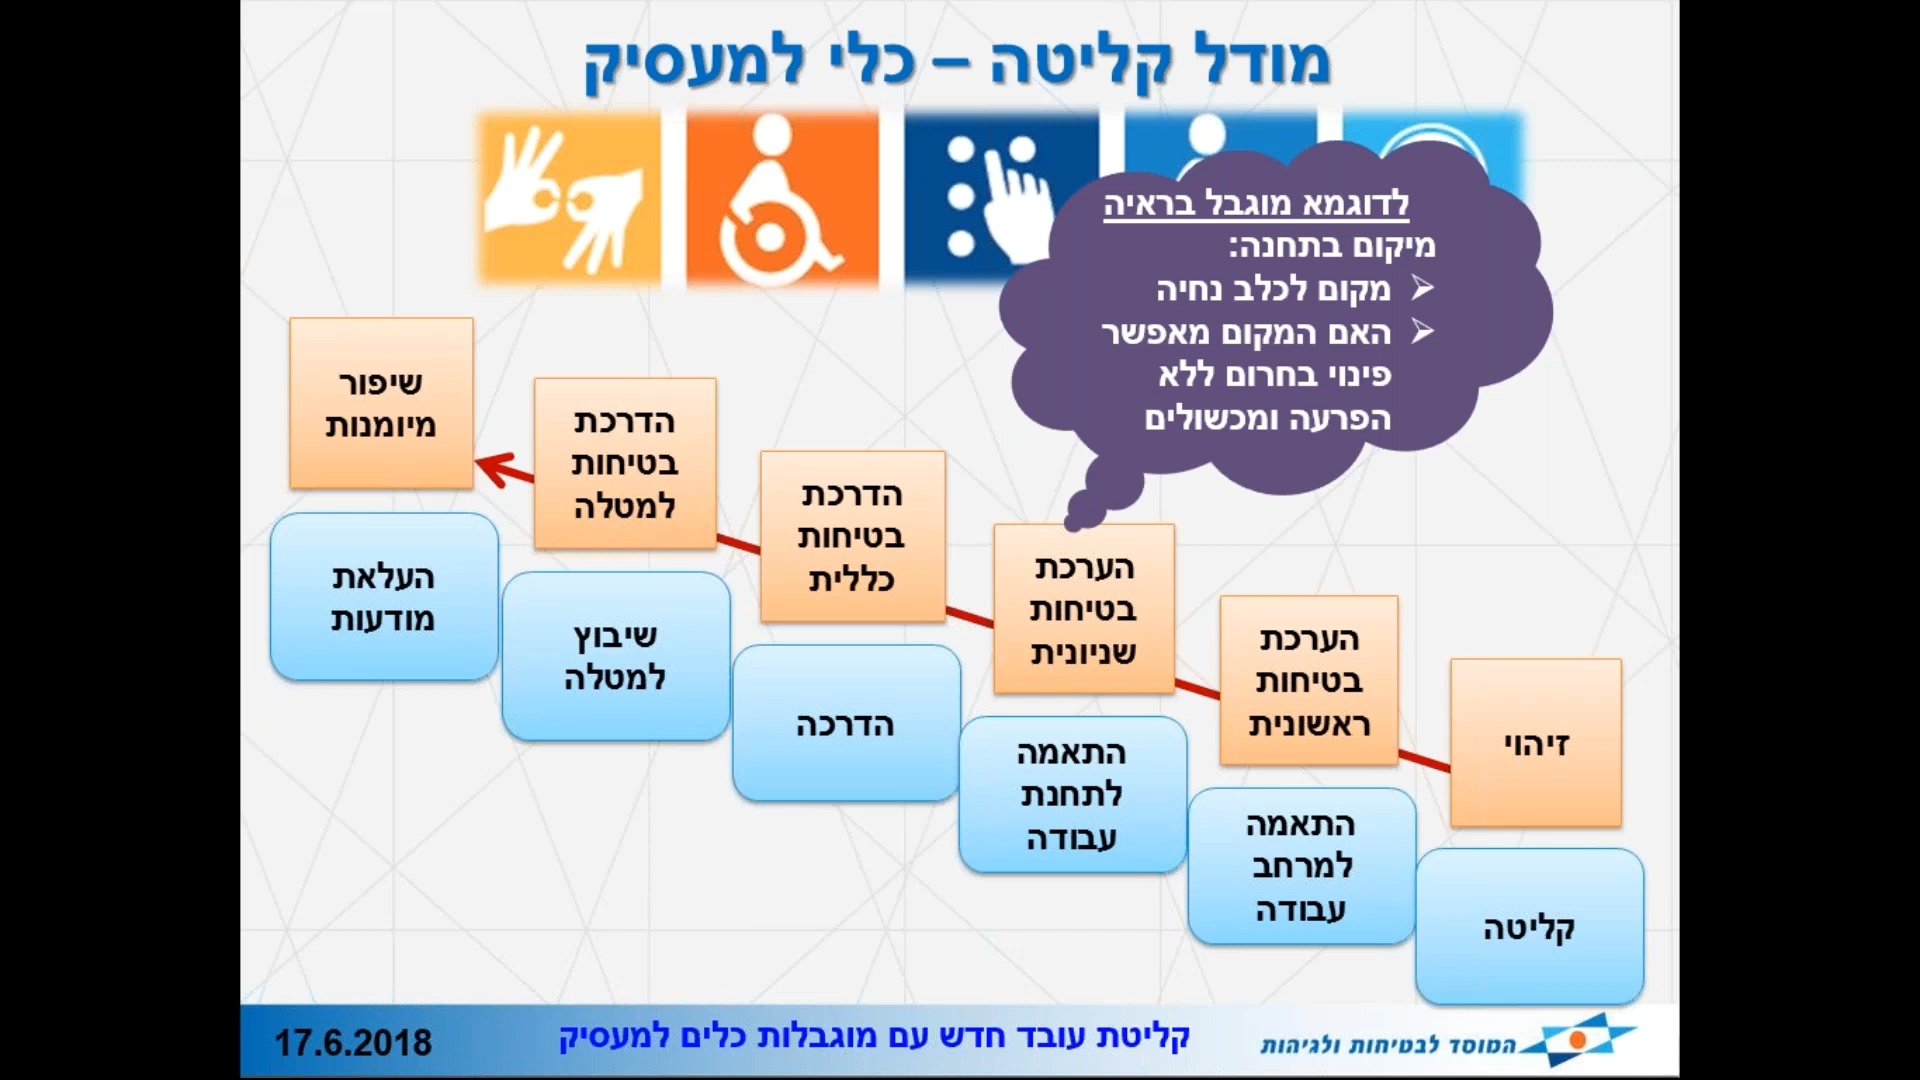 מודל קליטה – כלי למעסיק
לדוגמא מוגבל בראיה
מיקום בתחנה:
מקום לכלב נחיה
האם המקום מאפשר
פינוי בחרום ללא
הפרעה ומכשולים
זיהוי
הערכת
בטיחות
ראשונית
הערכת
בטיחות
שניונית
הדרכת
בטיחות
כללית
הדרכת
בטיחות
למטלה
שיפור
מיומנות
קליטה
התאמה
למרחב
עבודה
התאמה
לתחנת
עבודה
הדרכה
שיבוץ
למטלה
העלאת
מודעות
המוסד לבטיחות ולגיהות
קליטת עובד חדש עם מוגבלות כלים למעסיק
17.6.2018